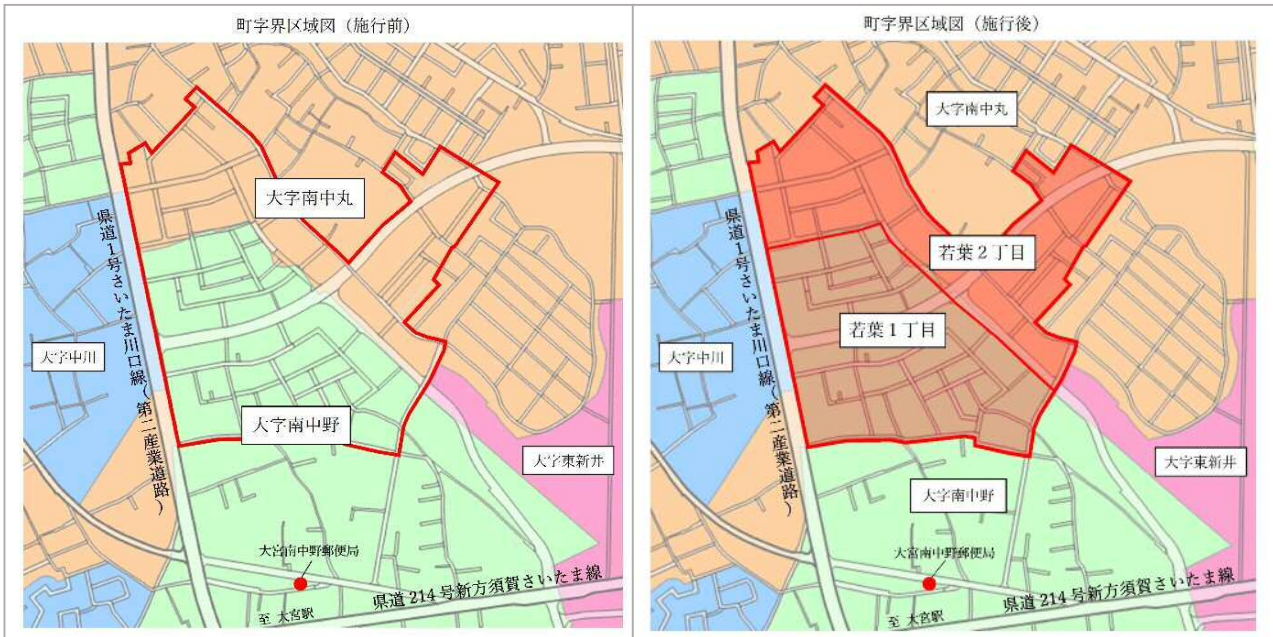 町字界区域図（施行前）
大字南中丸
県道1号さいたま川口線（第二産業道路）
大字中川
大字南中野
大字東新井
大宮南中野郵便局
県道214号新方須賀さいたま線
至 大宮駅
町字界区域図（施行後）
大字南中丸
若葉２丁目
県道1号さいたま川口線（第二産業道路）
若葉１丁目
大字中川
大字東新井
大字南中野
大宮南中野郵便局
県道214号新方須賀さいたま線
至 大宮駅